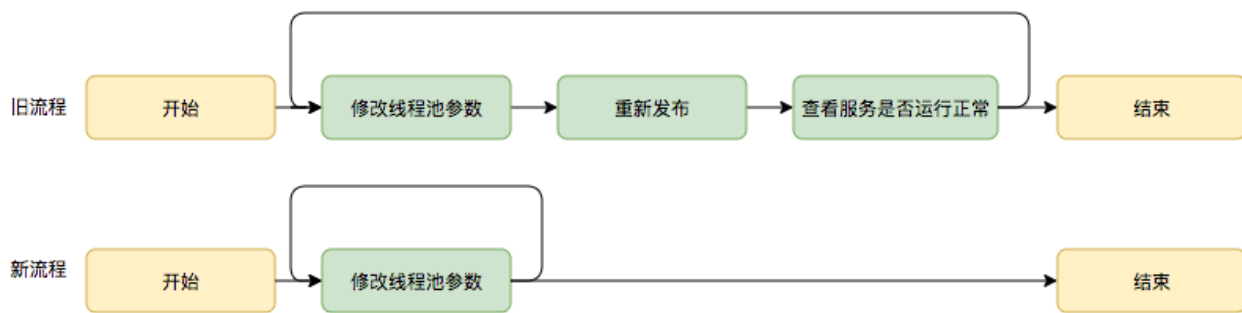 旧流程
开始
修改线程池参数
重新发布
查看服务是否运行正常
结束
新流程
开始
修改线程池参数
结束